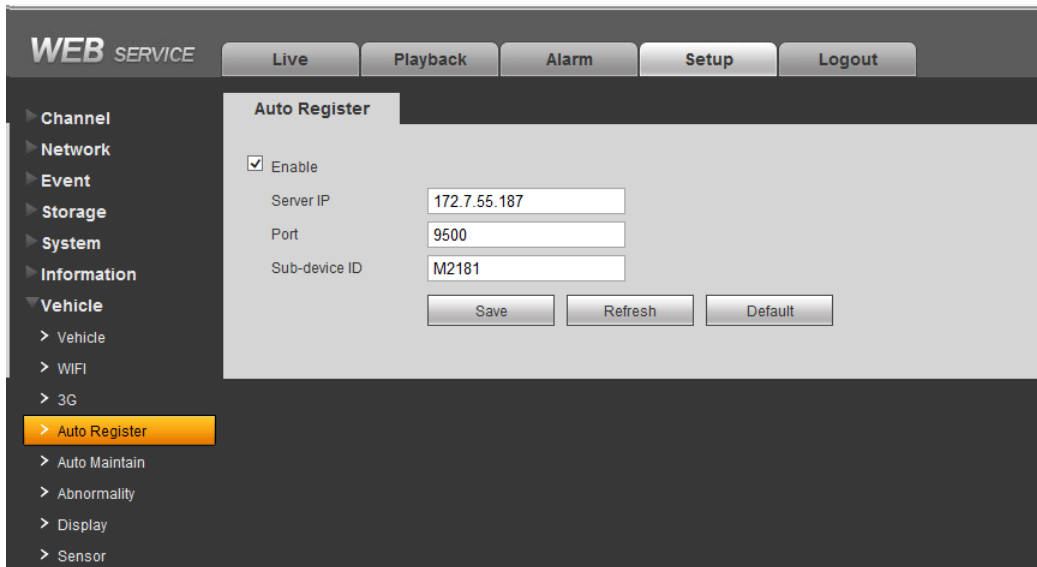 WEB SERVICE
Live Playback Alarm Setup Logout
Channel
Network
Event
Storage
System
Information
Vehicle
> Vehicle
> WIFI
> 3G
> Auto Register
> Auto Maintain
> Abnormality
> Display
> Sensor
Auto Register
Enable
Server IP 172.7.55.187
Port 9500
Sub-device ID M2181
Save Refresh Default